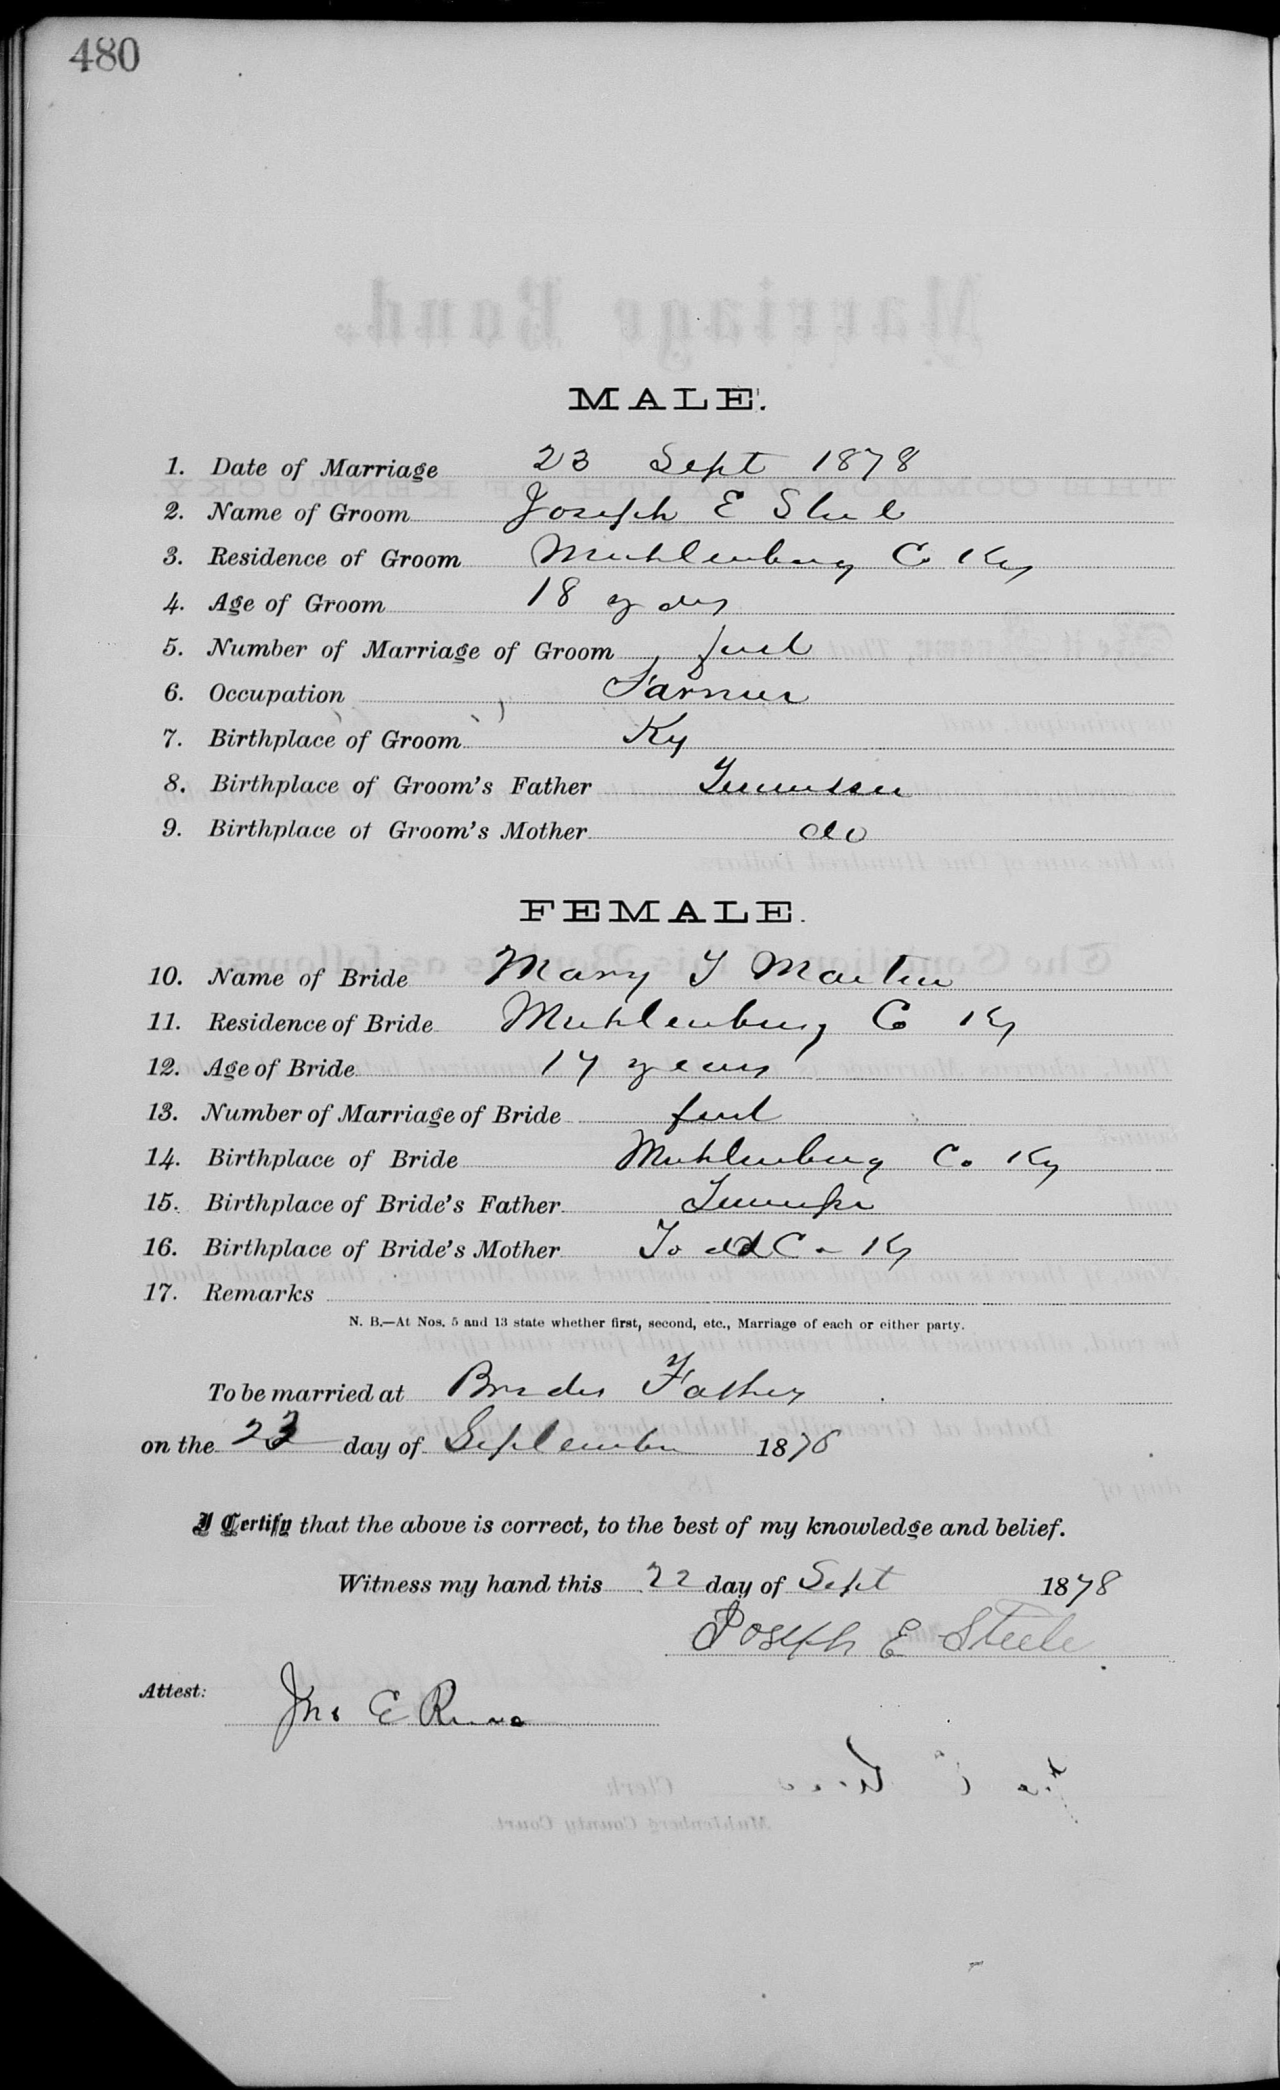 480
MALE.
1. Date of Marriage 23 Sept 1878
2. Name of Groom Joseph E Steel
3. Residence of Groom Muhlenburg Co Ky
4. Age of Groom 18 y
5. Number of Marriage of Groom first
6. Occupation Farmer
7. Birthplace of Groom Ky
8. Birthplace of Groom's Father Tennessee
9. Birthplace of Groom's Mother do
FEMALE.
10. Name of Bride Mary T Martin
11. Residence of Bride Muhlenburg Co Ky
12. Age of Bride 17 years
13. Number of Marriage of Bride first
14. Birthplace of Bride Muhlenburg Co Ky
15. Birthplace of Bride's Father
16. Birthplace of Bride's Mother Todd Co Ky
17. Remarks
N. B.—At Nos. 5 and 13 state whether first, second, etc., Marriage of each or either party.
To be married at Brides Fathers
on the 23 day of September 1878
I Certify that the above is correct, to the best of my knowledge and belief.
Witness my hand this 22 day of Sept 1878
Joseph E Steele
Attest:
Jno E Reno